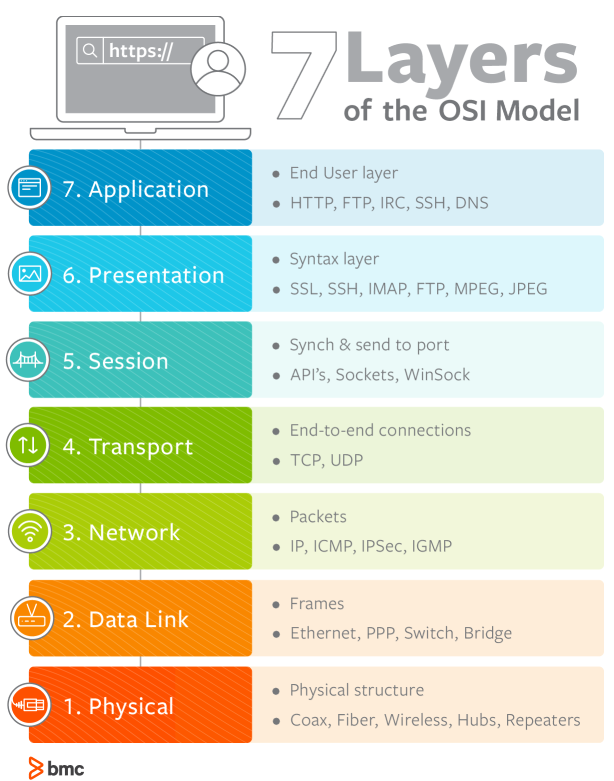 https://
7 Layers
of the OSI Model
7. Application
• End User layer
• HTTP, FTP, IRC, SSH, DNS
6. Presentation
• Syntax layer
• SSL, SSH, IMAP, FTP, MPEG, JPEG
5. Session
• Synch & send to port
• API's, Sockets, WinSock
4. Transport
• End-to-end connections
• TCP, UDP
3. Network
• Packets
• IP, ICMP, IPSec, IGMP
2. Data Link
• Frames
• Ethernet, PPP, Switch, Bridge
1. Physical
• Physical structure
• Coax, Fiber, Wireless, Hubs, Repeaters
bmc